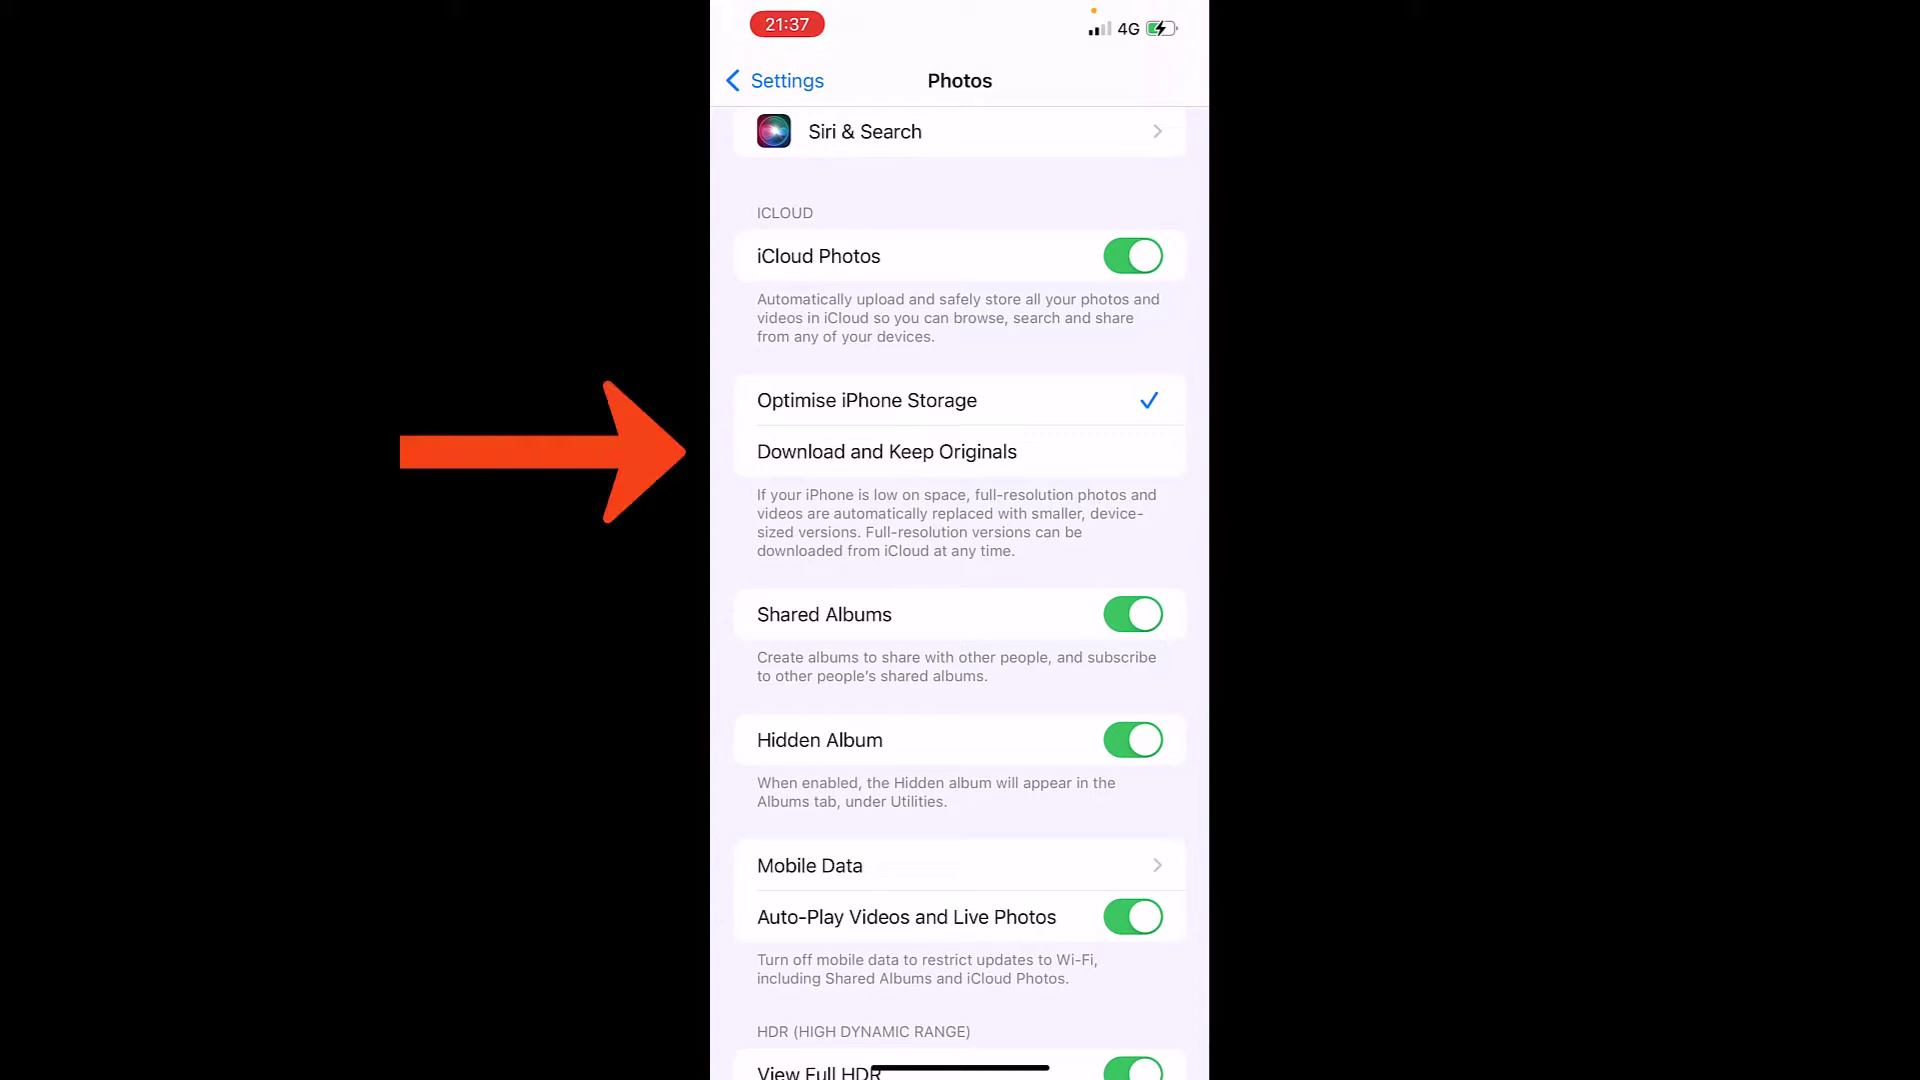 21:37
4G
Settings
Photos
Siri & Search
ICLOUD
iCloud Photos
Automatically upload and safely store all your photos and
videos in iCloud so you can browse, search and share
from any of your devices.
Optimise iPhone Storage
Download and Keep Originals
If your iPhone is low on space, full-resolution photos and
videos are automatically replaced with smaller, device-
sized versions. Full-resolution versions can be
downloaded from iCloud at any time.
Shared Albums
Create albums to share with other people, and subscribe
to other people's shared albums.
Hidden Album
When enabled, the Hidden album will appear in the
Albums tab, under Utilities.
Mobile Data
Auto-Play Videos and Live Photos
Turn off mobile data to restrict updates to Wi-Fi,
including Shared Albums and iCloud Photos.
HDR (HIGH DYNAMIC RANGE)
View Full HDR